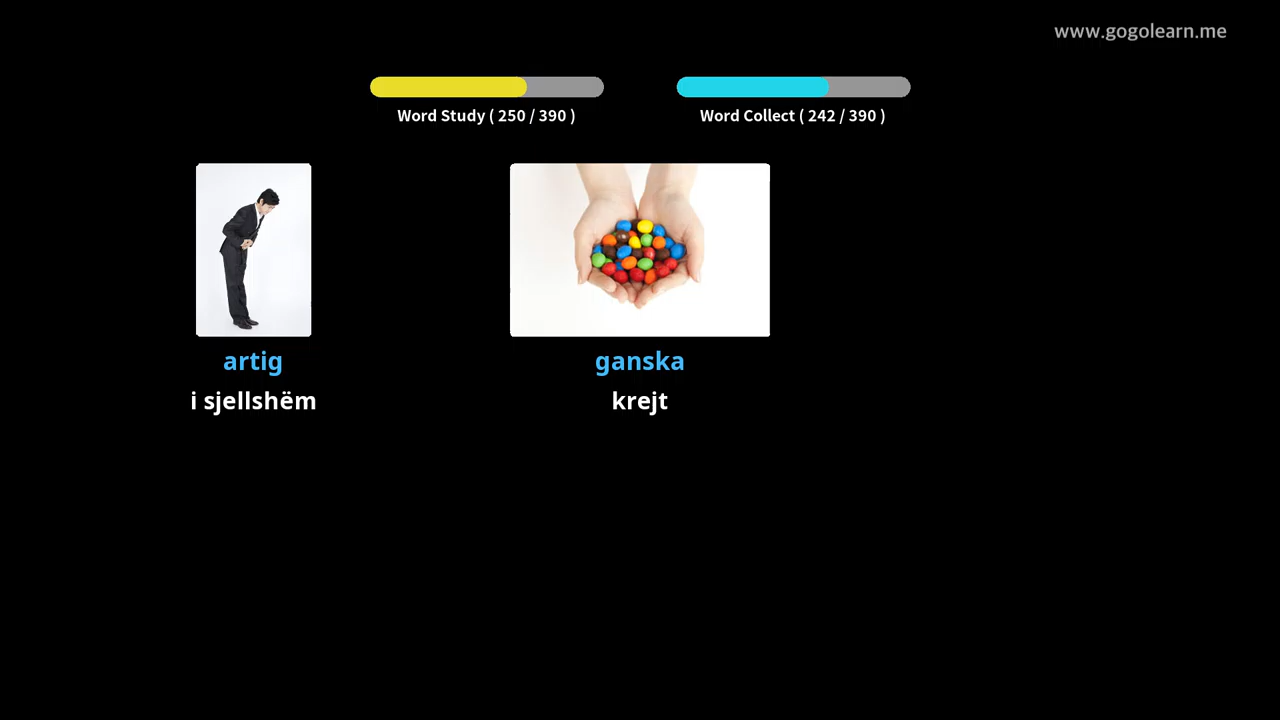 www.gogolearn.me
Word Study ( 250 / 390 )
Word Collect ( 242 / 390 )
artig
i sjellshëm
ganska
krejt